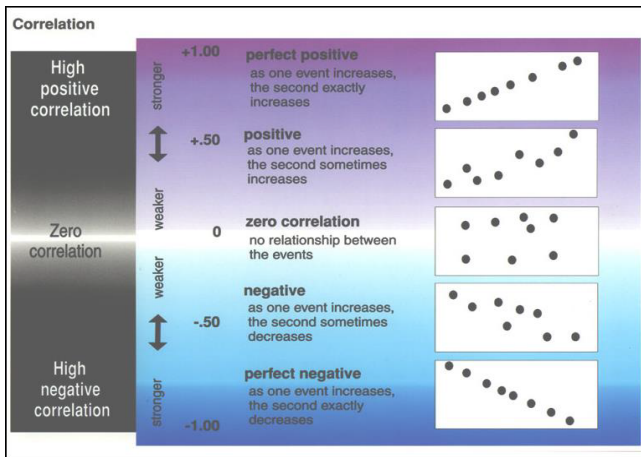 Correlation
High
positive
correlation
Zero
correlation
High
negative
correlation
stronger
weaker
weaker
stronger
+1.00
perfect positive
as one event increases,
the second exactly
increases
+.50
positive
as one event increases,
the second sometimes
increases
0
zero correlation
no relationship between
the events
-.50
negative
as one event increases,
the second sometimes
decreases
perfect negative
as one event increases,
the second exactly
decreases
-1.00